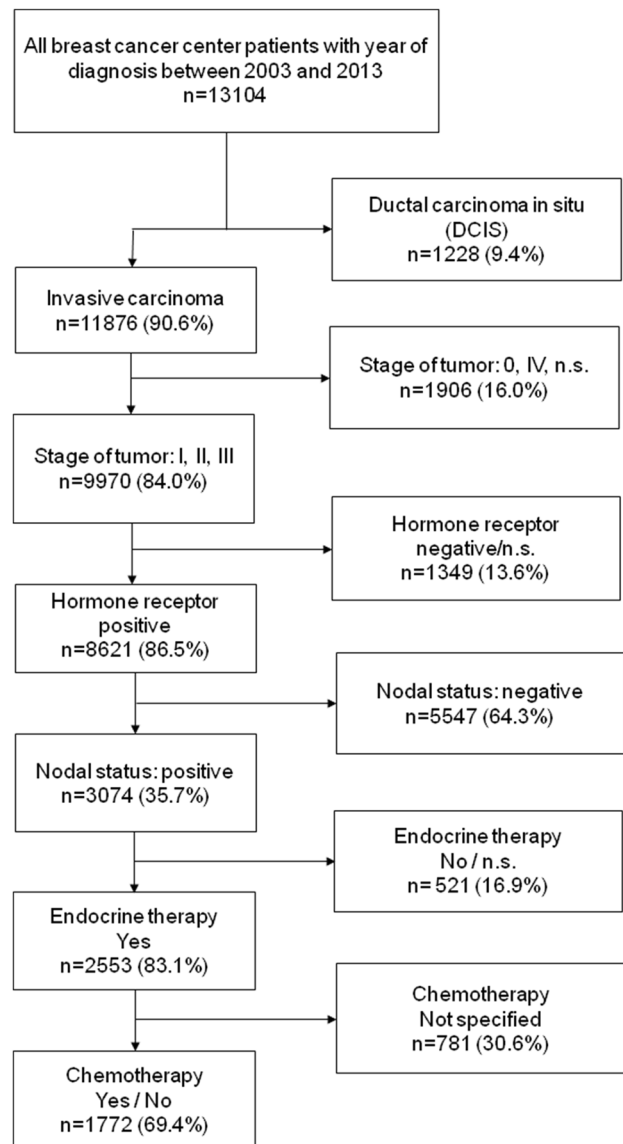 All breast cancer center patients with year of
diagnosis between 2003 and 2013
n=13104
Ductal carcinoma in situ
(DCIS)
n=1228 (9.4%)
Invasive carcinoma
n=11876 (90.6%)
Stage of tumor: 0, IV, n.s.
n=1906 (16.0%)
Stage of tumor: I, II, III
n=9970 (84.0%)
Hormone receptor
negative/n.s.
n=1349 (13.6%)
Hormone receptor
positive
n=8621 (86.5%)
Nodal status: negative
n=5547 (64.3%)
Nodal status: positive
n=3074 (35.7%)
Endocrine therapy
No / n.s.
n= 521 (16.9%)
Endocrine therapy
Yes
n=2553 (83.1%)
Chemotherapy
Not specified
n=781 (30.6%)
Chemotherapy
Yes / No
n=1772 (69.4%)